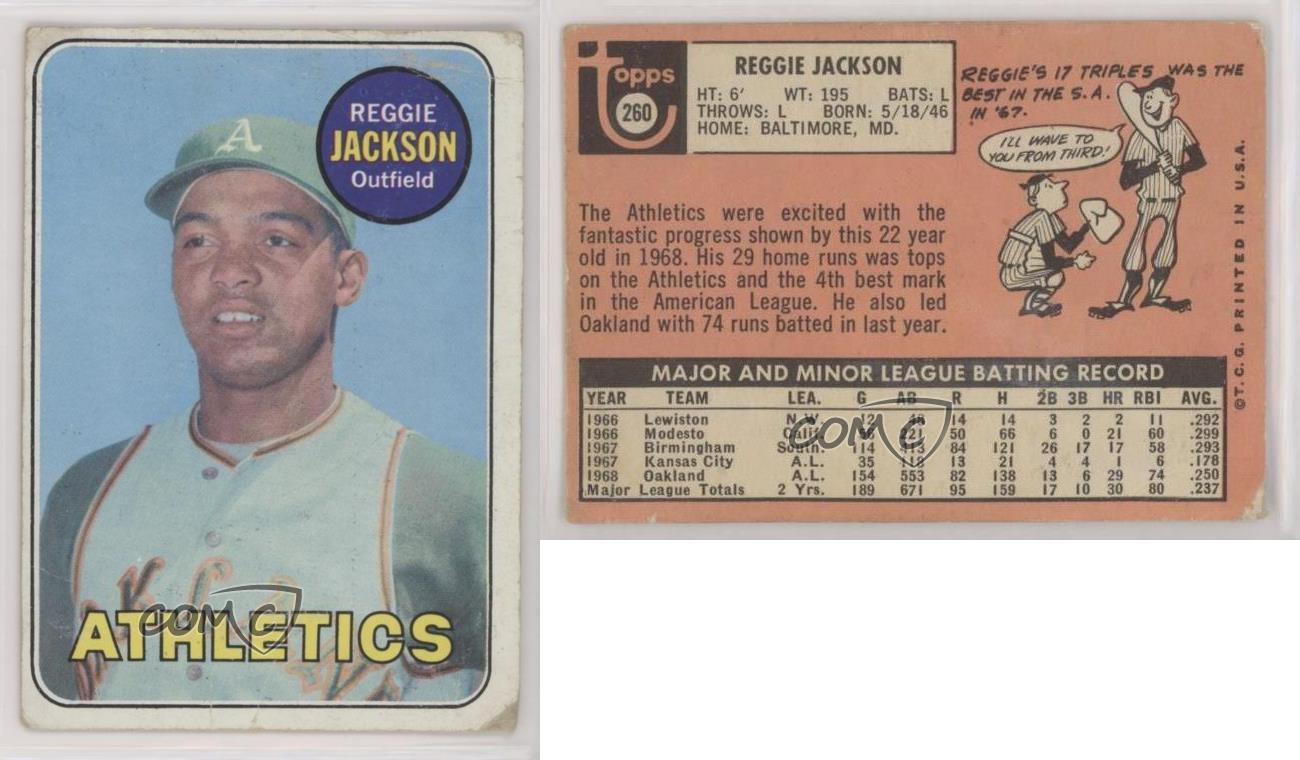 A
REGGIE
JACKSON
Outfield
ATHLETICS
COMC
topps
260
REGGIE JACKSON
HT: 6' WT: 195 BATS: L
THROWS: L BORN: 5/18/46
HOME: BALTIMORE, MD.
REGGIE'S 17 TRIPLES WAS THE
BEST IN THE S.A.
IN '67.
I'LL WAVE TO
YOU FROM THIRD!
The Athletics were excited with the
fantastic progress shown by this 22 year
old in 1968. His 29 home runs was tops
on the Athletics and the 4th best mark
in the American League. He also led
Oakland with 74 runs batted in last year.
MAJOR AND MINOR LEAGUE BATTING RECORD
YEAR TEAM LEA. G AB R H 2B 3B HR RBI AVG.
1966 Lewiston N.W. 12 48 14 14 3 2 2 11 .292
1966 Modesto Calif. 56 221 50 66 6 0 21 60 .299
1967 Birmingham South. 114 413 84 121 26 17 17 58 .293
1967 Kansas City A.L. 35 118 13 21 4 4 1 6 .178
1968 Oakland A.L. 154 553 82 138 13 6 29 74 .250
Major League Totals 2 Yrs. 189 671 95 159 17 10 30 80 .237
COMC
©T.C.G. PRINTED IN U.S.A.